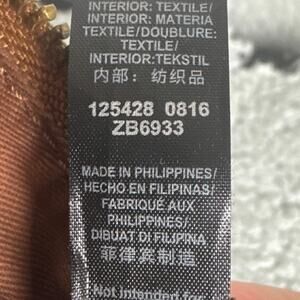 INTERIOR: TEXTILE/
INTERIOR: MATERIA
TEXTILE/DOUBLURE:
TEXTILE/
INTERIOR:TEKSTIL
内部：纺织品
125428 0816
ZB6933
MADE IN PHILIPPINES/
HECHO EN FILIPINAS/
FABRIQUÉ AUX
PHILIPPINES/
DIBUAT DI FILIPINA
菲律宾制造
Not intended for